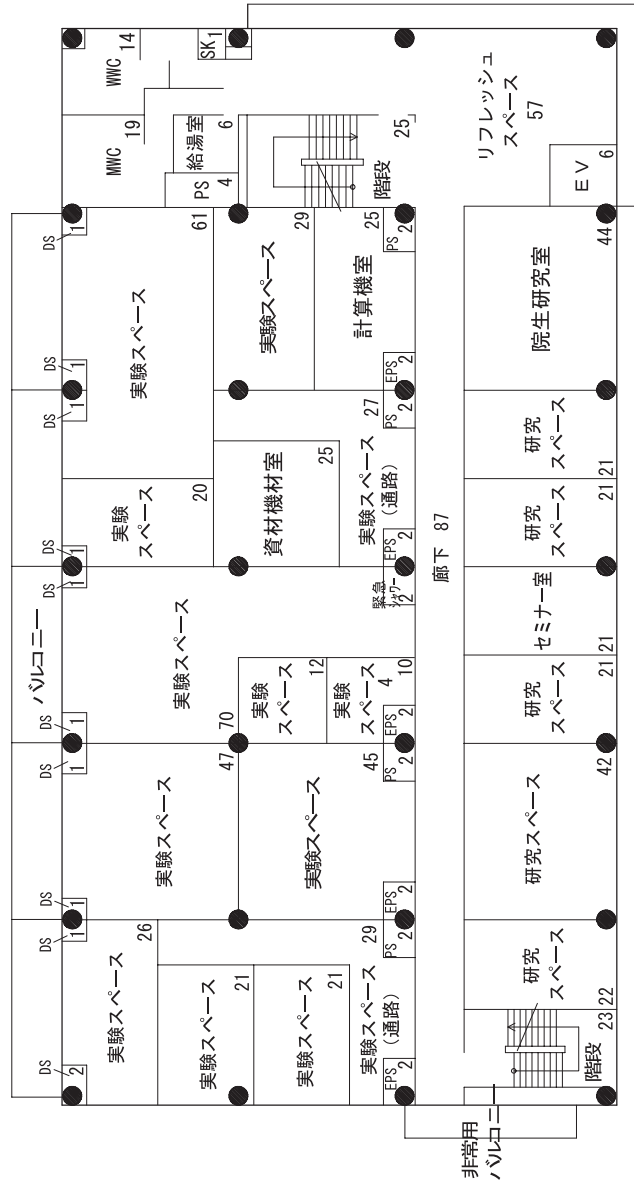 バルコニー
DS
2
DS
1
DS
1
DS
1
DS
1
DS
1
DS
1
DS
1
DS
1
DS
1
実験スペース
26
実験スペース
21
実験スペース
21
実験スペース
(通路)
29
EPS
2
PS
2
実験スペース
47
実験スペース
45
EPS
2
PS
2
実験スペース
70
実験
スペース
12
実験
スペース
4
10
EPS
2
緊急
シャワー
2
実験
スペース
20
資材機材室
25
実験スペース
(通路)
27
EPS
2
PS
2
実験スペース
61
実験スペース
29
計算機室
25
EPS
2
PS
2
MWC
19
WWC
14
SK
1
給湯室
6
PS
4
階段
25
廊下 87
非常用
バルコニー
階段
23
研究
スペース
22
研究スペース
42
研究
スペース
21
セミナー室
21
研究
スペース
21
研究
スペース
21
院生研究室
44
EV
6
リフレッシュ
スペース
57